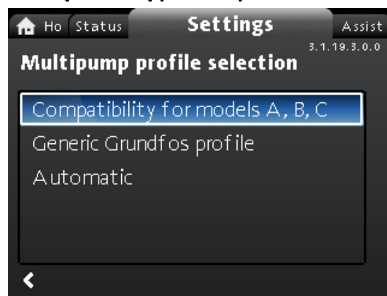 Ho Status Settings Assist
3.1.19.3.0.0
Multipump profile selection
Compatibility for models A, B, C
Generic Grundfos profile
Automatic